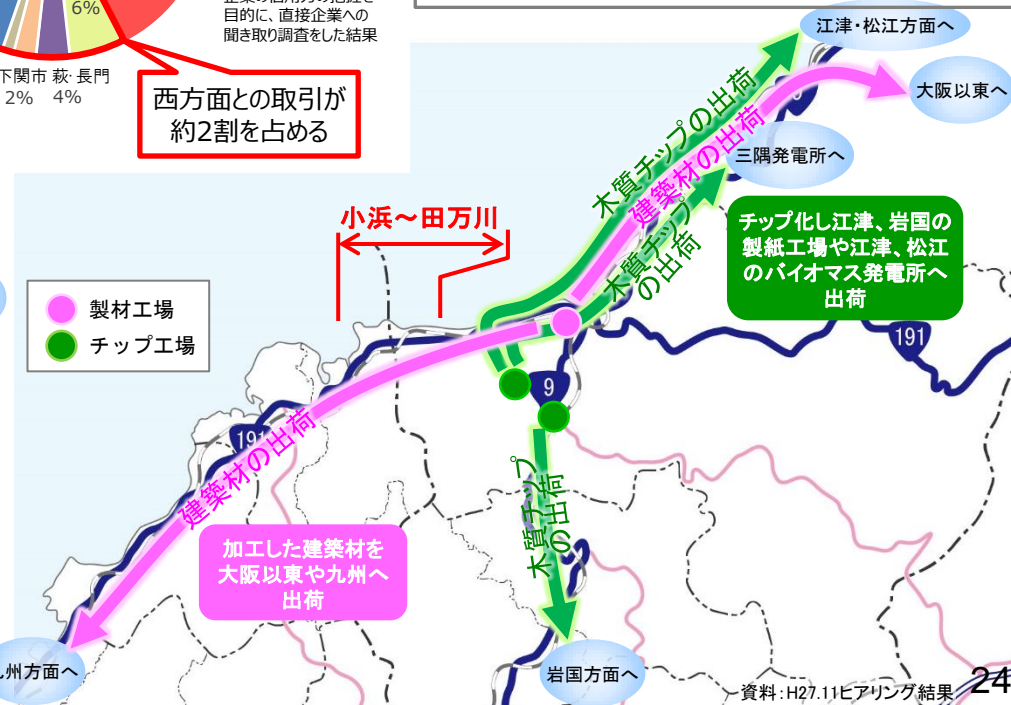 6%
目的に、直接企業への
聞き取り調査をした結果
下関市 萩・長門
2% 4%
西方面との取引が
約2割を占める
江津・松江方面へ
大阪以東へ
三隅発電所へ
木質チップの出荷
建築材の出荷
木質チップ
の出荷
チップ化し江津、岩国の
製紙工場や江津、松江
のバイオマス発電所へ
出荷
小浜～田万川
製材工場
チップ工場
191
9
191
建築材の出荷
木質チップ
の出荷
加工した建築材を
大阪以東や九州へ
出荷
州方面へ
岩国方面へ
資料:H27.11ヒアリング結果
24